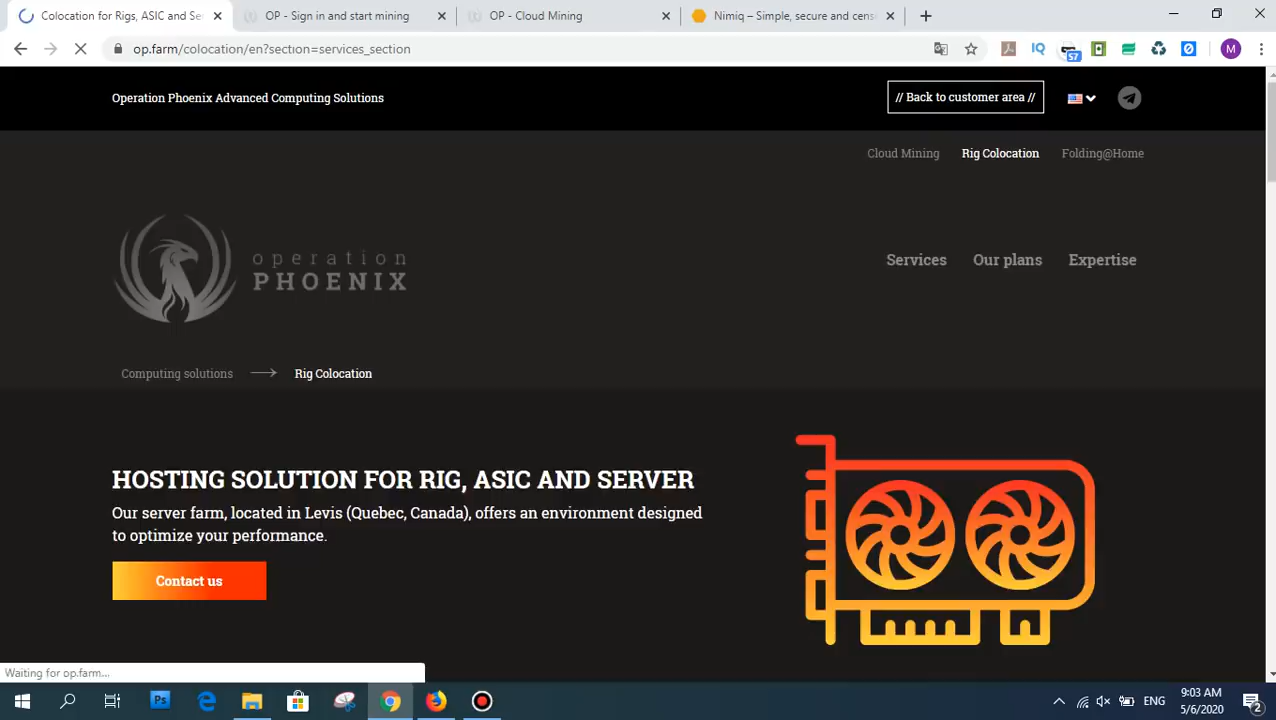 Colocation for Rigs, ASIC and Se
OP - Sign in and start mining
OP - Cloud Mining
Nimiq – Simple, secure and censi
op.farm/colocation/en?section=services_section
57
M
Operation Phoenix Advanced Computing Solutions
// Back to customer area //
Cloud Mining
Rig Colocation
Folding@Home
operation
PHOENIX
Services
Our plans
Expertise
Computing solutions
Rig Colocation
HOSTING SOLUTION FOR RIG, ASIC AND SERVER
Our server farm, located in Levis (Quebec, Canada), offers an environment designed
to optimize your performance.
Contact us
Waiting for op.farm...
Ps
ENG
9:03 AM
5/6/2020
2